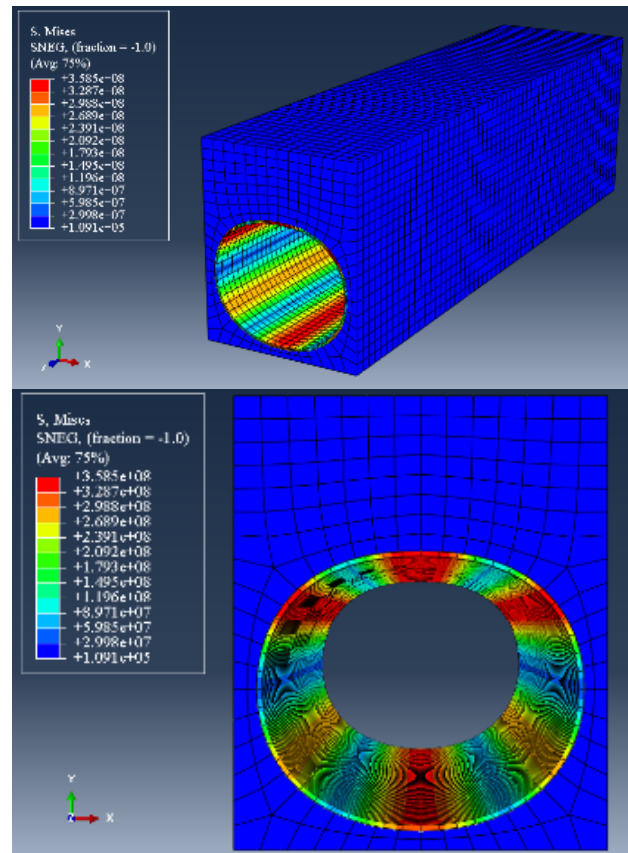 S, Mises
SNEG, (fraction = -1.0)
(Avg: 75%)
+3.585e+08
+3.287e+08
+2.988e+08
+2.689e+08
+2.391e+08
+2.092e+08
+1.793e+08
+1.495e+08
+1.196e+08
+8.971e+07
+5.985e+07
+2.998e+07
+1.091e+05
Y
Z
X
S, Mises
SNEG, (fraction = -1.0)
(Avg: 75%)
+3.585e+08
+3.287e+08
+2.988e+08
+2.689e+08
+2.391e+08
+2.092e+08
+1.793e+08
+1.495e+08
+1.196e+08
+8.971e+07
+5.985e+07
+2.998e+07
+1.091e+05
Y
Z
X